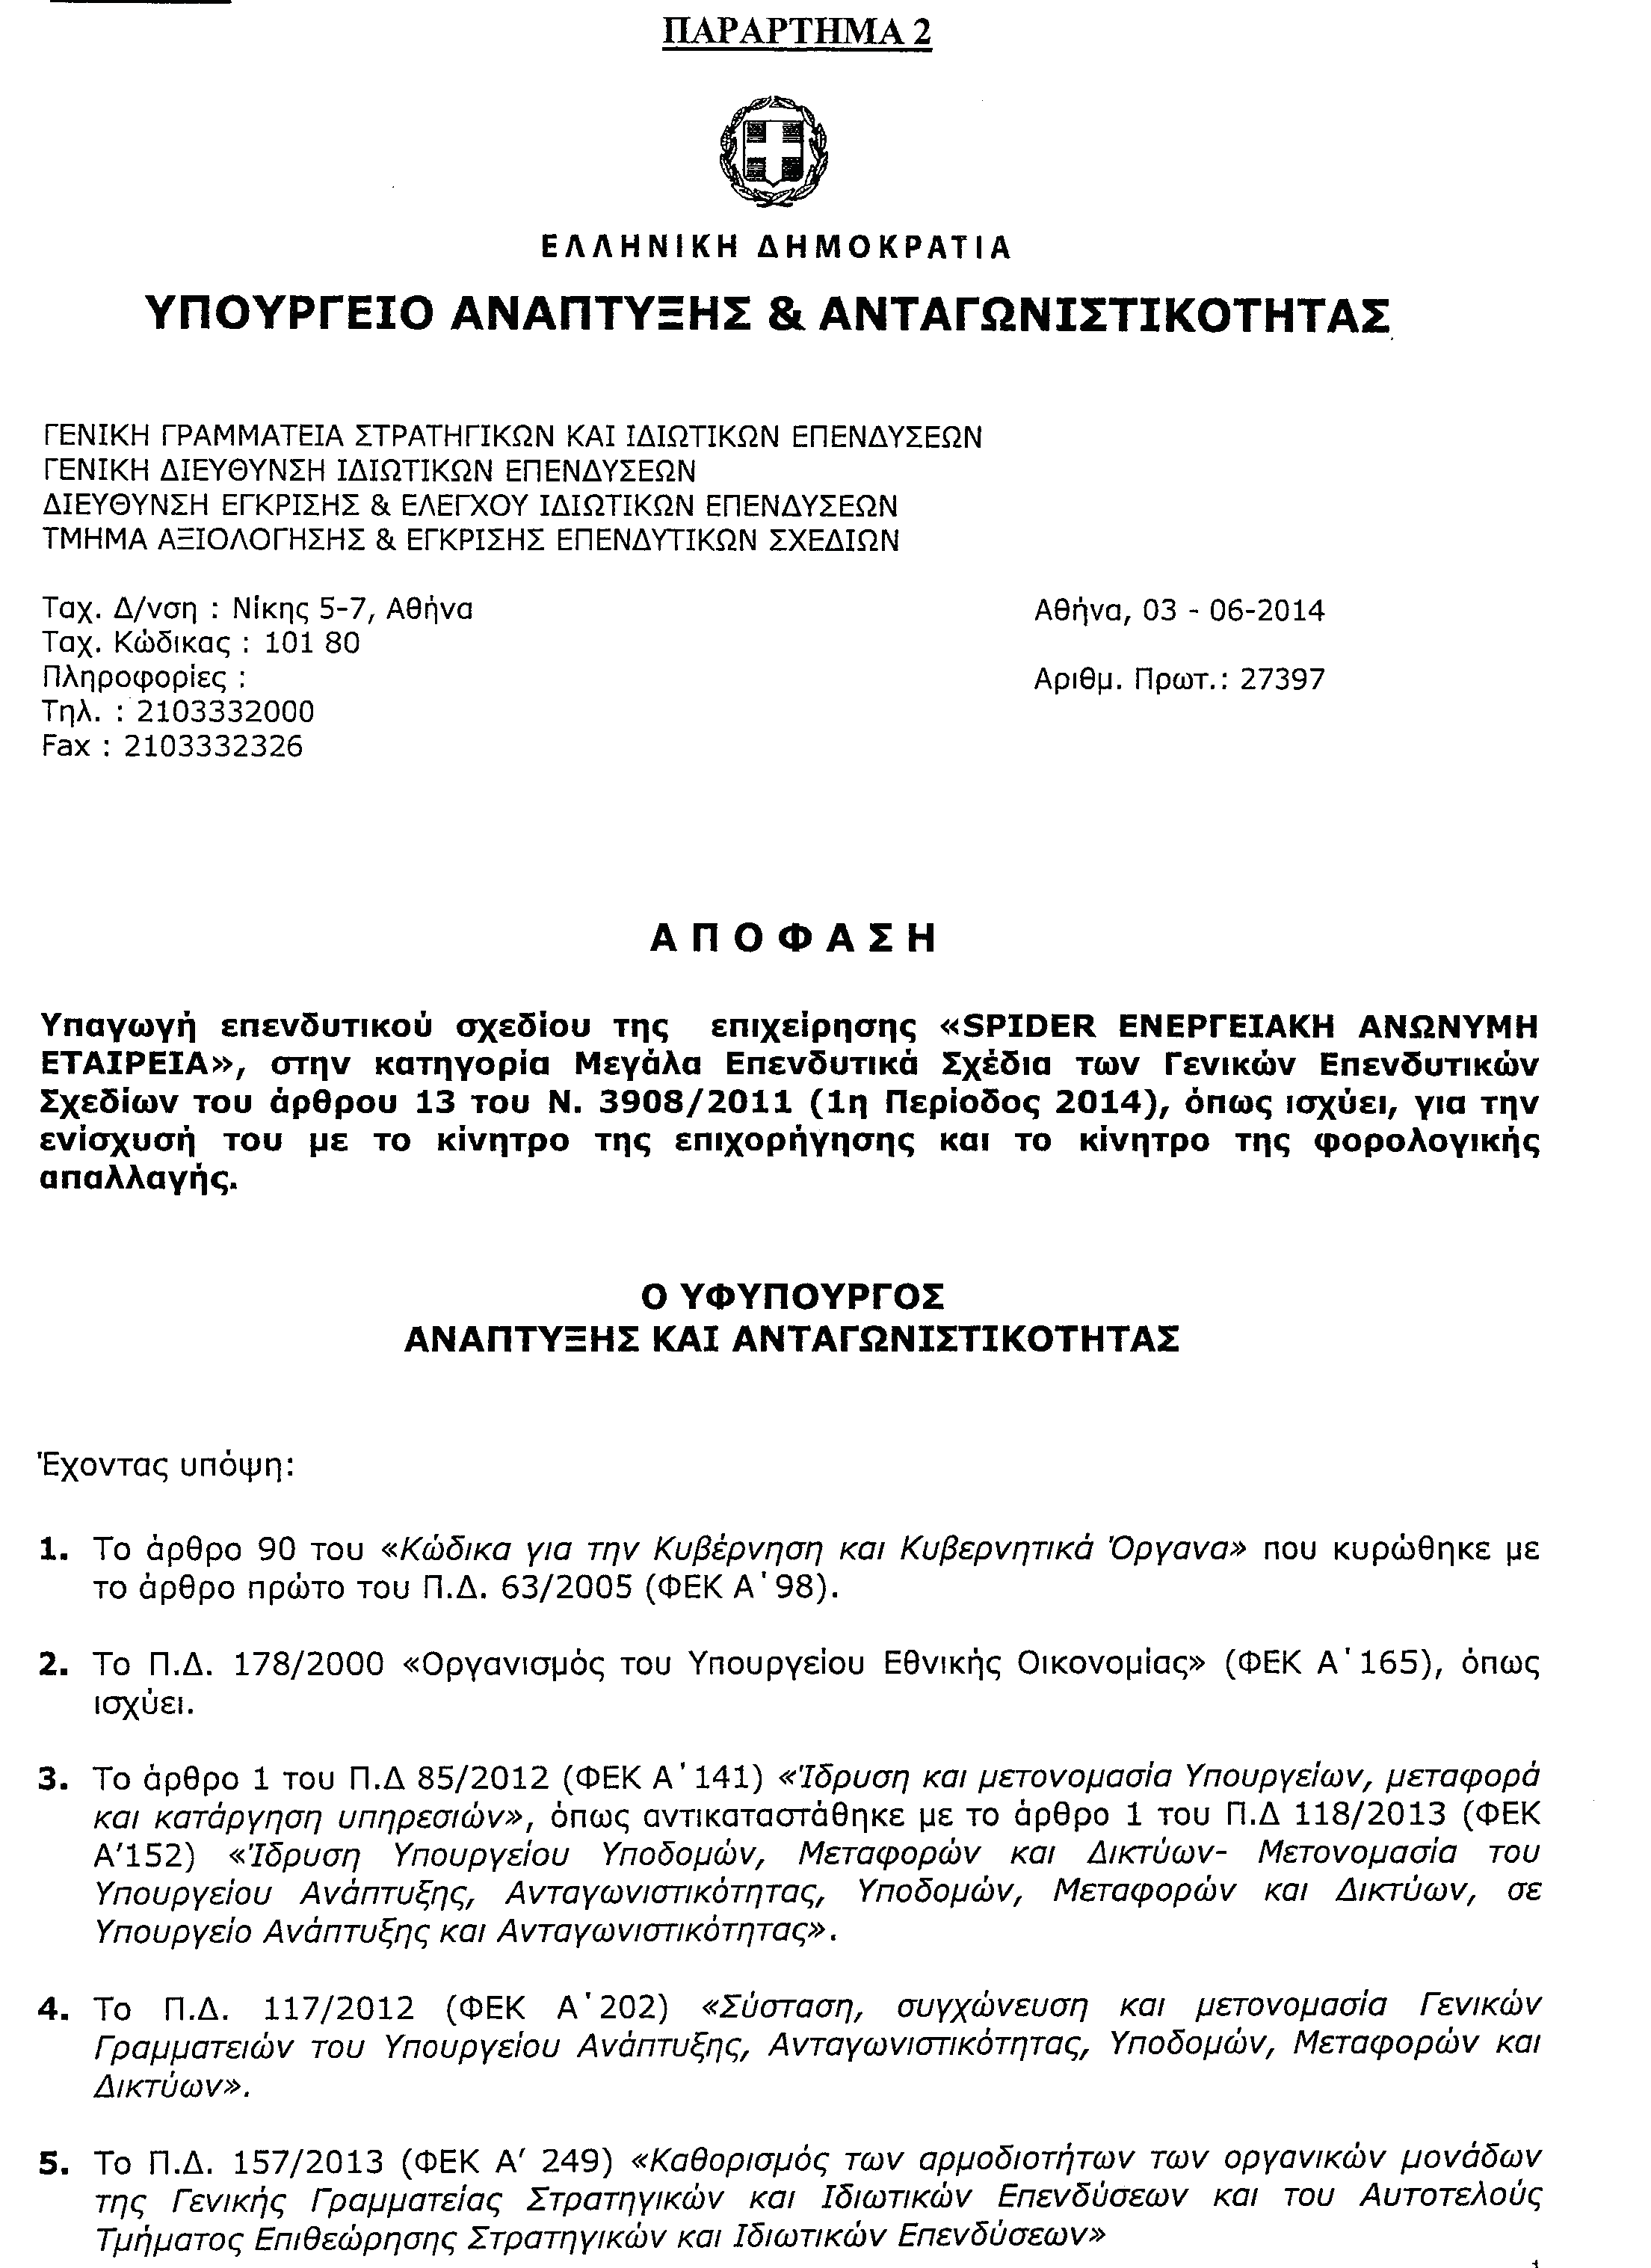 ΠΑΡΑΡΤΗΜΑ 2
ΕΛΛΗΝΙΚΗ ΔΗΜΟΚΡΑΤΙΑ
ΥΠΟΥΡΓΕΙΟ ΑΝΑΠΤΥΞΗΣ & ΑΝΤΑΓΩΝΙΣΤΙΚΟΤΗΤΑΣ
ΓΕΝΙΚΗ ΓΡΑΜΜΑΤΕΙΑ ΣΤΡΑΤΗΓΙΚΩΝ ΚΑΙ ΙΔΙΩΤΙΚΩΝ ΕΠΕΝΔΥΣΕΩΝ
ΓΕΝΙΚΗ ΔΙΕΥΘΥΝΣΗ ΙΔΙΩΤΙΚΩΝ ΕΠΕΝΔΥΣΕΩΝ
ΔΙΕΥΘΥΝΣΗ ΕΓΚΡΙΣΗΣ & ΕΛΕΓΧΟΥ ΙΔΙΩΤΙΚΩΝ ΕΠΕΝΔΥΣΕΩΝ
ΤΜΗΜΑ ΑΞΙΟΛΟΓΗΣΗΣ & ΕΓΚΡΙΣΗΣ ΕΠΕΝΔΥΤΙΚΩΝ ΣΧΕΔΙΩΝ
Ταχ. Δ/νση : Νίκης 5-7, Αθήνα
Ταχ. Κώδικας : 101 80
Πληροφορίες :
Τηλ. : 2103332000
Fax : 2103332326
Αθήνα, 03 - 06-2014
Αριθμ. Πρωτ.: 27397
Α Π Ο Φ Α Σ Η
Υπαγωγή επενδυτικού σχεδίου της επιχείρησης «SPIDER ΕΝΕΡΓΕΙΑΚΗ ΑΝΩΝΥΜΗ
ΕΤΑΙΡΕΙΑ», στην κατηγορία Μεγάλα Επενδυτικά Σχέδια των Γενικών Επενδυτικών
Σχεδίων του άρθρου 13 του Ν. 3908/2011 (1η Περίοδος 2014), όπως ισχύει, για την
ενίσχυσή του με το κίνητρο της επιχορήγησης και το κίνητρο της φορολογικής
απαλλαγής.
Ο ΥΦΥΠΟΥΡΓΟΣ
ΑΝΑΠΤΥΞΗΣ ΚΑΙ ΑΝΤΑΓΩΝΙΣΤΙΚΟΤΗΤΑΣ
Έχοντας υπόψη:
1. Το άρθρο 90 του «Κώδικα για την Κυβέρνηση και Κυβερνητικά Όργανα» που κυρώθηκε με
το άρθρο πρώτο του Π.Δ. 63/2005 (ΦΕΚ Α΄98).
2. Το Π.Δ. 178/2000 «Οργανισμός του Υπουργείου Εθνικής Οικονομίας» (ΦΕΚ Α΄165), όπως
ισχύει.
3. Το άρθρο 1 του Π.Δ 85/2012 (ΦΕΚ Α΄141) «Ίδρυση και μετονομασία Υπουργείων, μεταφορά
και κατάργηση υπηρεσιών», όπως αντικαταστάθηκε με το άρθρο 1 του Π.Δ 118/2013 (ΦΕΚ
Α’152) «Ίδρυση Υπουργείου Υποδομών, Μεταφορών και Δικτύων- Μετονομασία του
Υπουργείου Ανάπτυξης, Ανταγωνιστικότητας, Υποδομών, Μεταφορών και Δικτύων, σε
Υπουργείο Ανάπτυξης και Ανταγωνιστικότητας».
4. Το Π.Δ. 117/2012 (ΦΕΚ Α΄202) «Σύσταση, συγχώνευση και μετονομασία Γενικών
Γραμματειών του Υπουργείου Ανάπτυξης, Ανταγωνιστικότητας, Υποδομών, Μεταφορών και
Δικτύων».
5. Το Π.Δ. 157/2013 (ΦΕΚ Α’ 249) «Καθορισμός των αρμοδιοτήτων των οργανικών μονάδων
της Γενικής Γραμματείας Στρατηγικών και Ιδιωτικών Επενδύσεων και του Αυτοτελούς
Τμήματος Επιθεώρησης Στρατηγικών και Ιδιωτικών Επενδύσεων»